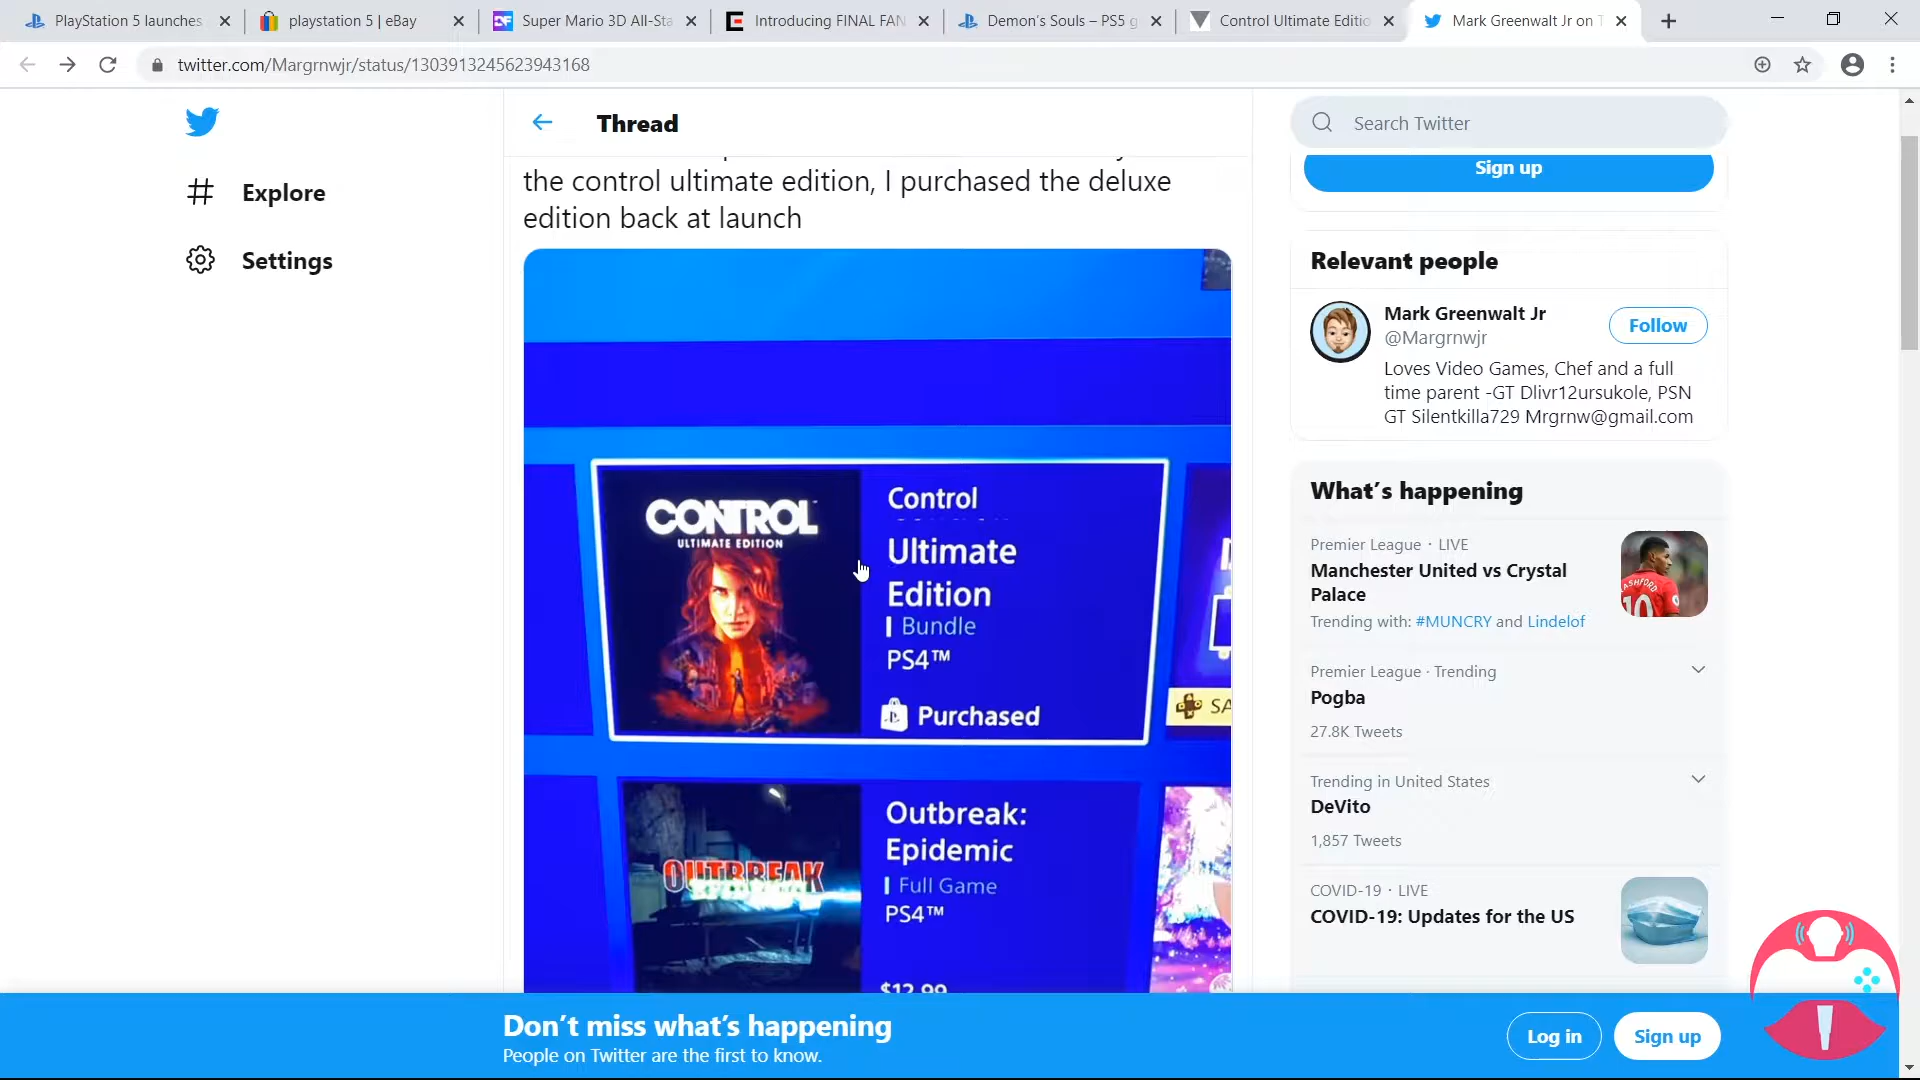 PlayStation 5 launches
playstation 5 | eBay
Super Mario 3D All-Sta
Introducing FINAL FAN
Demon's Souls – PS5 g
Control Ultimate Editio
Mark Greenwalt Jr on T
twitter.com/Margrnwjr/status/1303913245623943168
Explore
Settings
Thread
the control ultimate edition, I purchased the deluxe
edition back at launch
CONTROL
ULTIMATE EDITION
Control
Ultimate
Edition
Bundle
PS4™
Purchased
SA
OUTBREAK
Outbreak:
Epidemic
Full Game
PS4™
$12.99
Search Twitter
Sign up
Relevant people
Mark Greenwalt Jr
@Margrnwjr
Follow
Loves Video Games, Chef and a full
time parent -GT Dlivr12ursukole, PSN
GT Silentkilla729 Mrgrnw@gmail.com
What's happening
Premier League · LIVE
Manchester United vs Crystal
Palace
Trending with: #MUNCRY and Lindelof
ASHFORD
10
Premier League · Trending
Pogba
27.8K Tweets
Trending in United States
DeVito
1,857 Tweets
COVID-19 · LIVE
COVID-19: Updates for the US
Don't miss what's happening
People on Twitter are the first to know.
Log in
Sign up